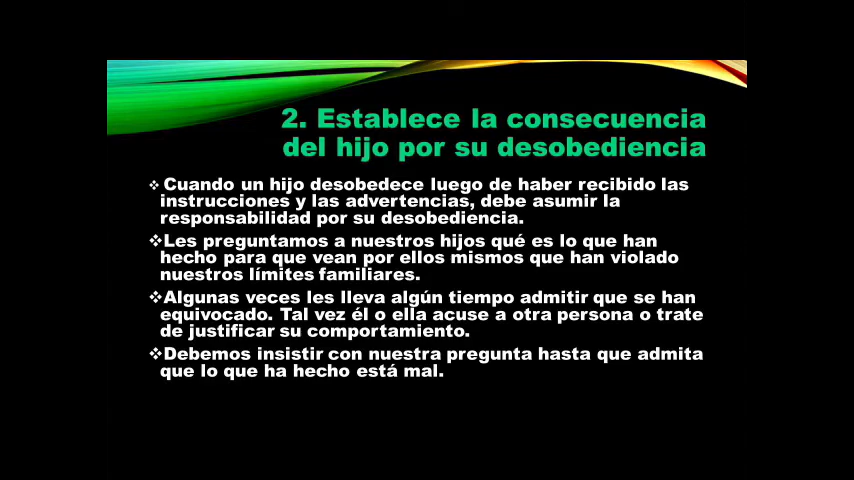 2. Establece la consecuencia
del hijo por su desobediencia
❖ Cuando un hijo desobedece luego de haber recibido las
instrucciones y las advertencias, debe asumir la
responsabilidad por su desobediencia.
❖Les preguntamos a nuestros hijos qué es lo que han
hecho para que vean por ellos mismos que han violado
nuestros límites familiares.
❖Algunas veces les lleva algún tiempo admitir que se han
equivocado. Tal vez él o ella acuse a otra persona o trate
de justificar su comportamiento.
❖Debemos insistir con nuestra pregunta hasta que admita
que lo que ha hecho está mal.